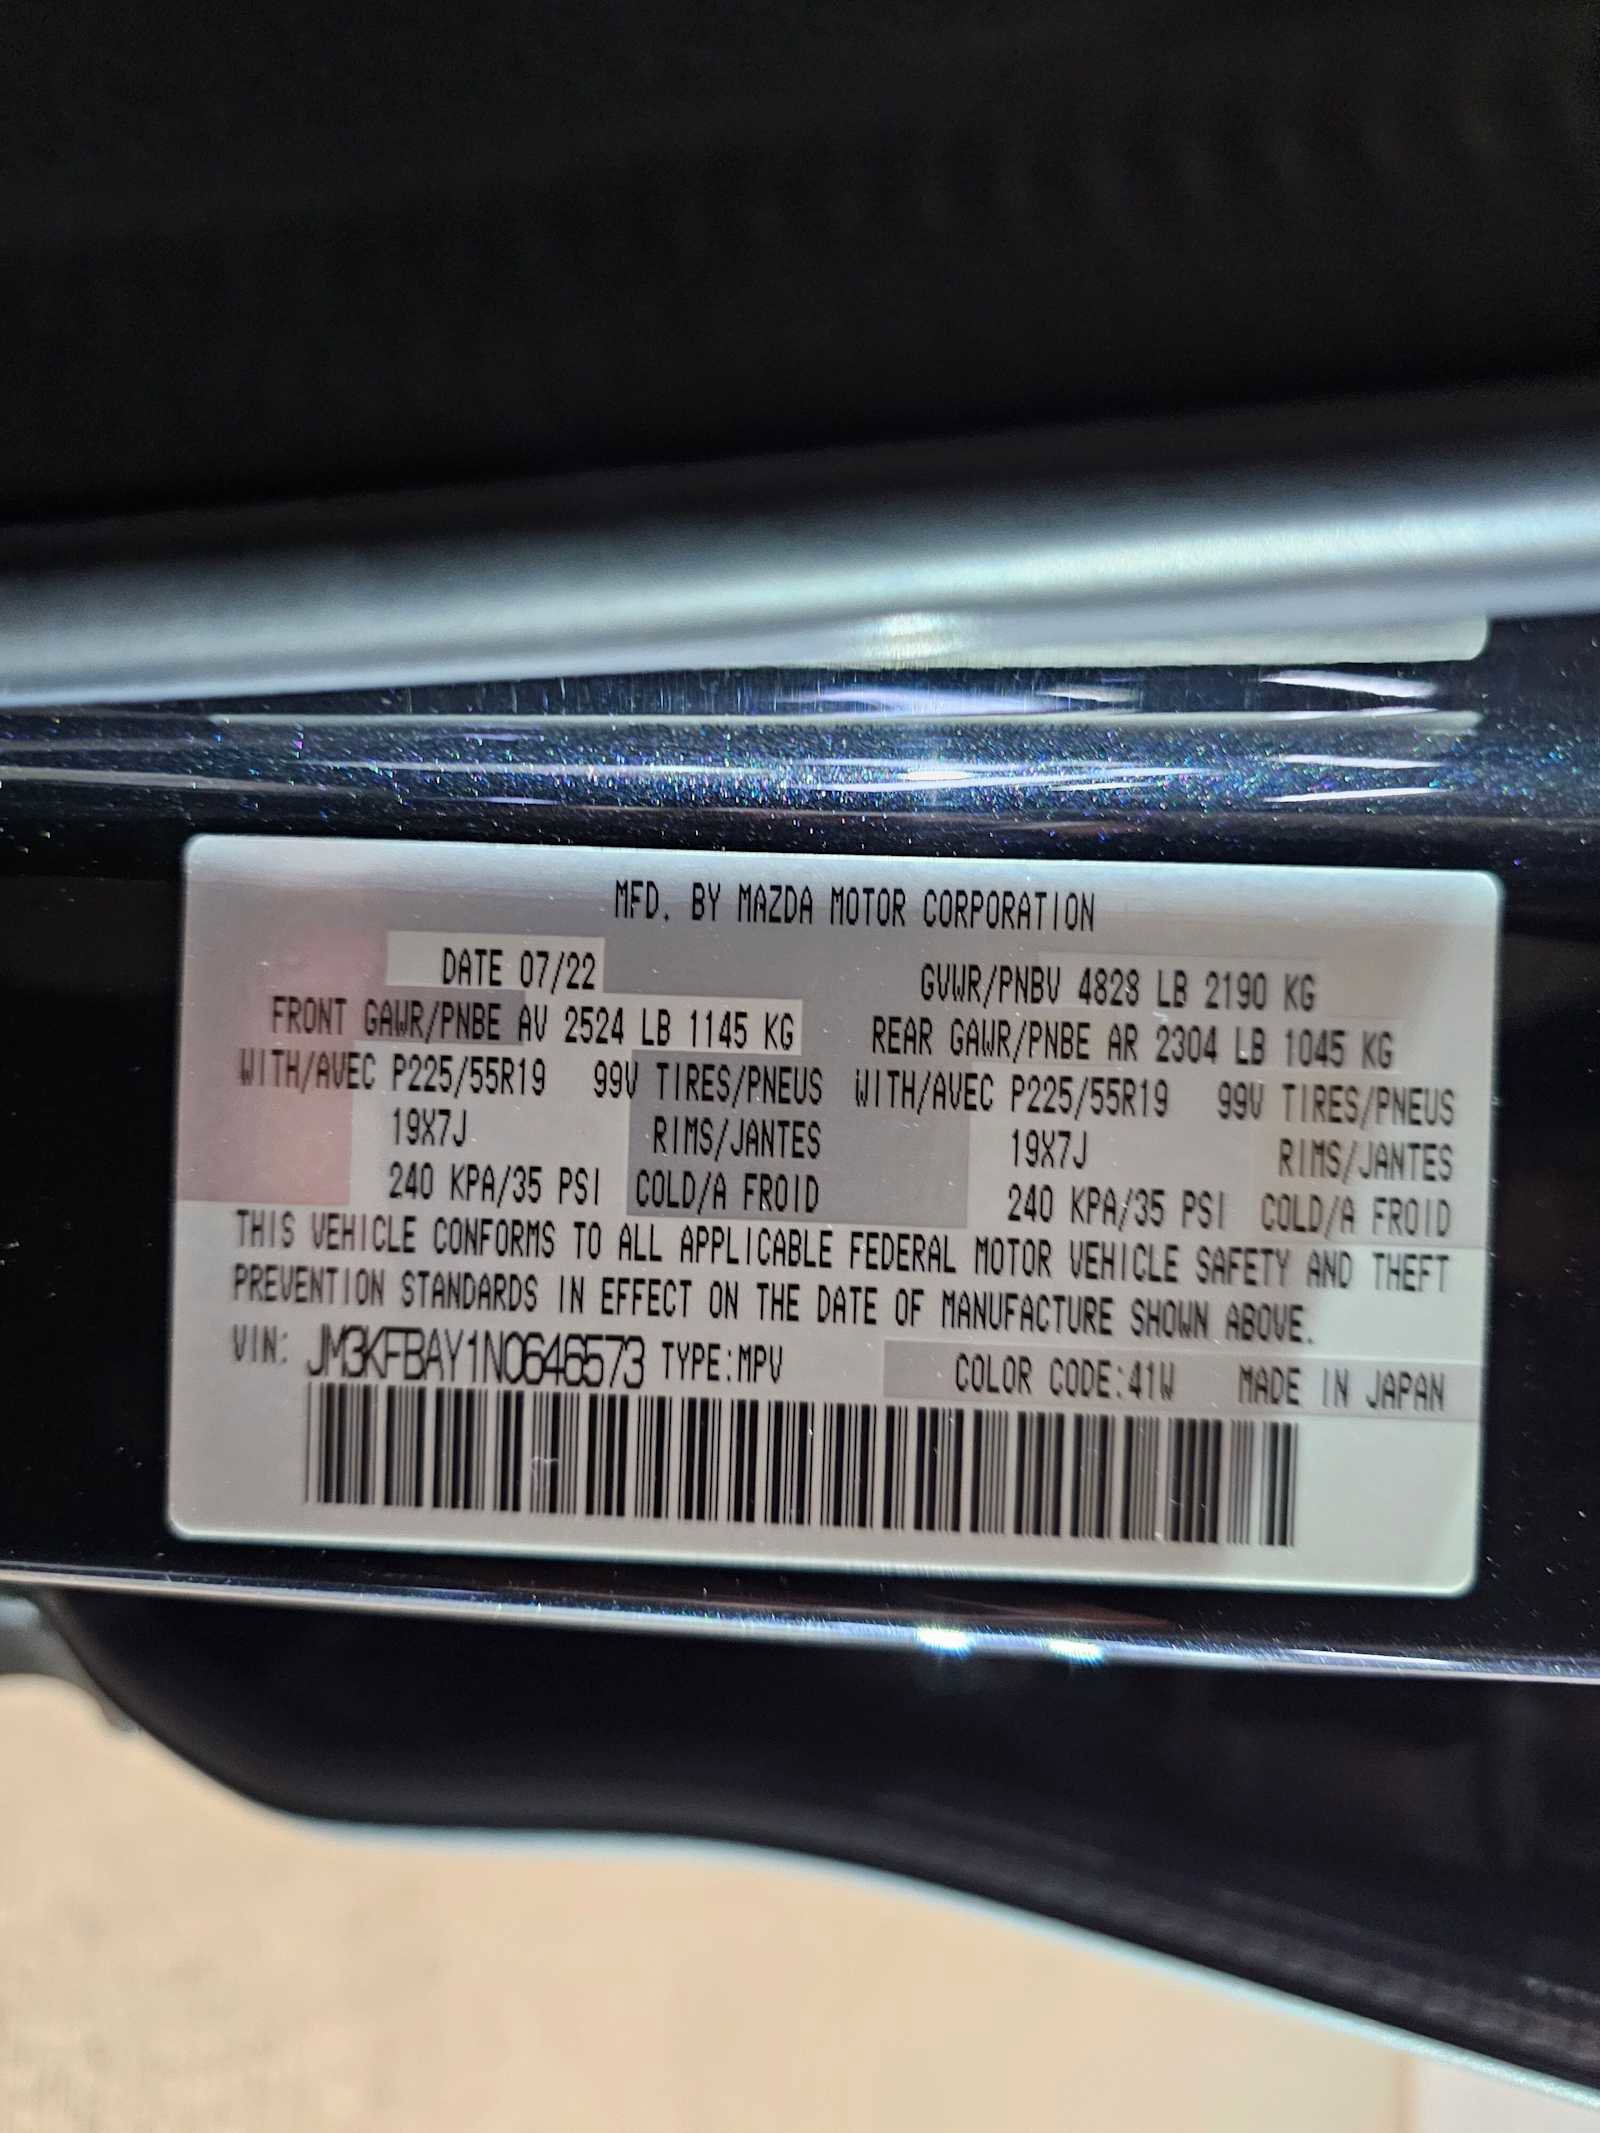 MFD. BY MAZDA MOTOR CORPORATION
DATE 07/22 GVWR/PNBV 4828 LB 2190 KG
FRONT GAWR/PNBE AV 2524 LB 1145 KG REAR GAWR/PNBE AR 2304 LB 1045 KG
WITH/AVEC P225/55R19 99V TIRES/PNEUS WITH/AVEC P225/55R19 99V TIRES/PNEUS
19X7J RIMS/JANTES 19X7J RIMS/JANTES
240 KPA/35 PSI COLD/A FROID 240 KPA/35 PSI COLD/A FROID
THIS VEHICLE CONFORMS TO ALL APPLICABLE FEDERAL MOTOR VEHICLE SAFETY AND THEFT
PREVENTION STANDARDS IN EFFECT ON THE DATE OF MANUFACTURE SHOWN ABOVE.
VIN: JM3KFBAY1N0646573 TYPE:MPV COLOR CODE:41W MADE IN JAPAN